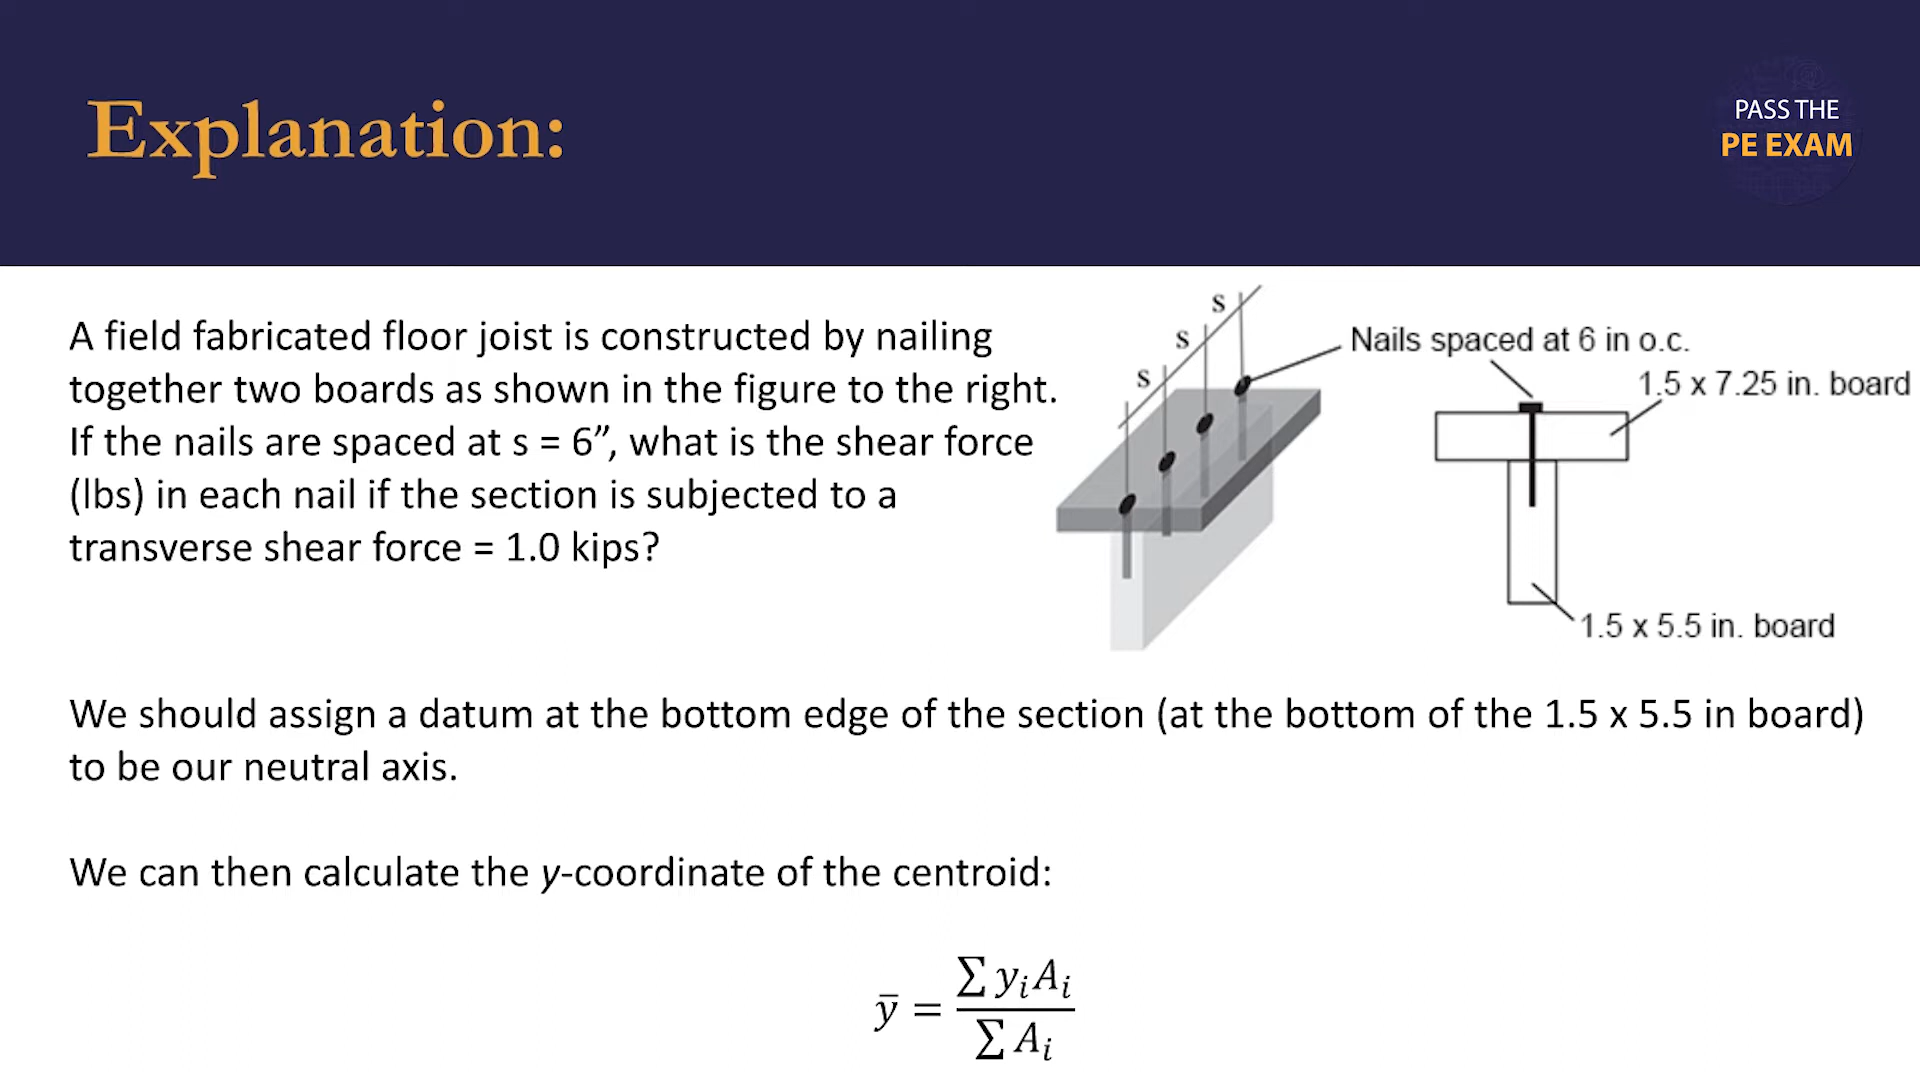 Explanation:
PASS THE
PE EXAM
A field fabricated floor joist is constructed by nailing
together two boards as shown in the figure to the right.
If the nails are spaced at s = 6”, what is the shear force
(lbs) in each nail if the section is subjected to a
transverse shear force = 1.0 kips?
s
s
s
Nails spaced at 6 in o.c.
1.5 x 7.25 in. board
1.5 x 5.5 in. board
We should assign a datum at the bottom edge of the section (at the bottom of the 1.5 x 5.5 in board)
to be our neutral axis.
We can then calculate the y-coordinate of the centroid:
ȳ = ∑ yᵢAᵢ / ∑ Aᵢ